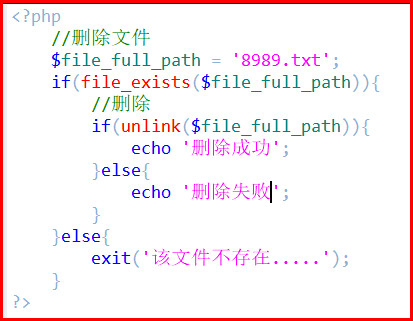 <?php
//删除文件
$file_full_path = '8989.txt';
if(file_exists($file_full_path)){
//删除
if(unlink($file_full_path)){
echo '删除成功';
}else{
echo '删除失败';
}
}else{
exit('该文件不存在.....');
}
?>